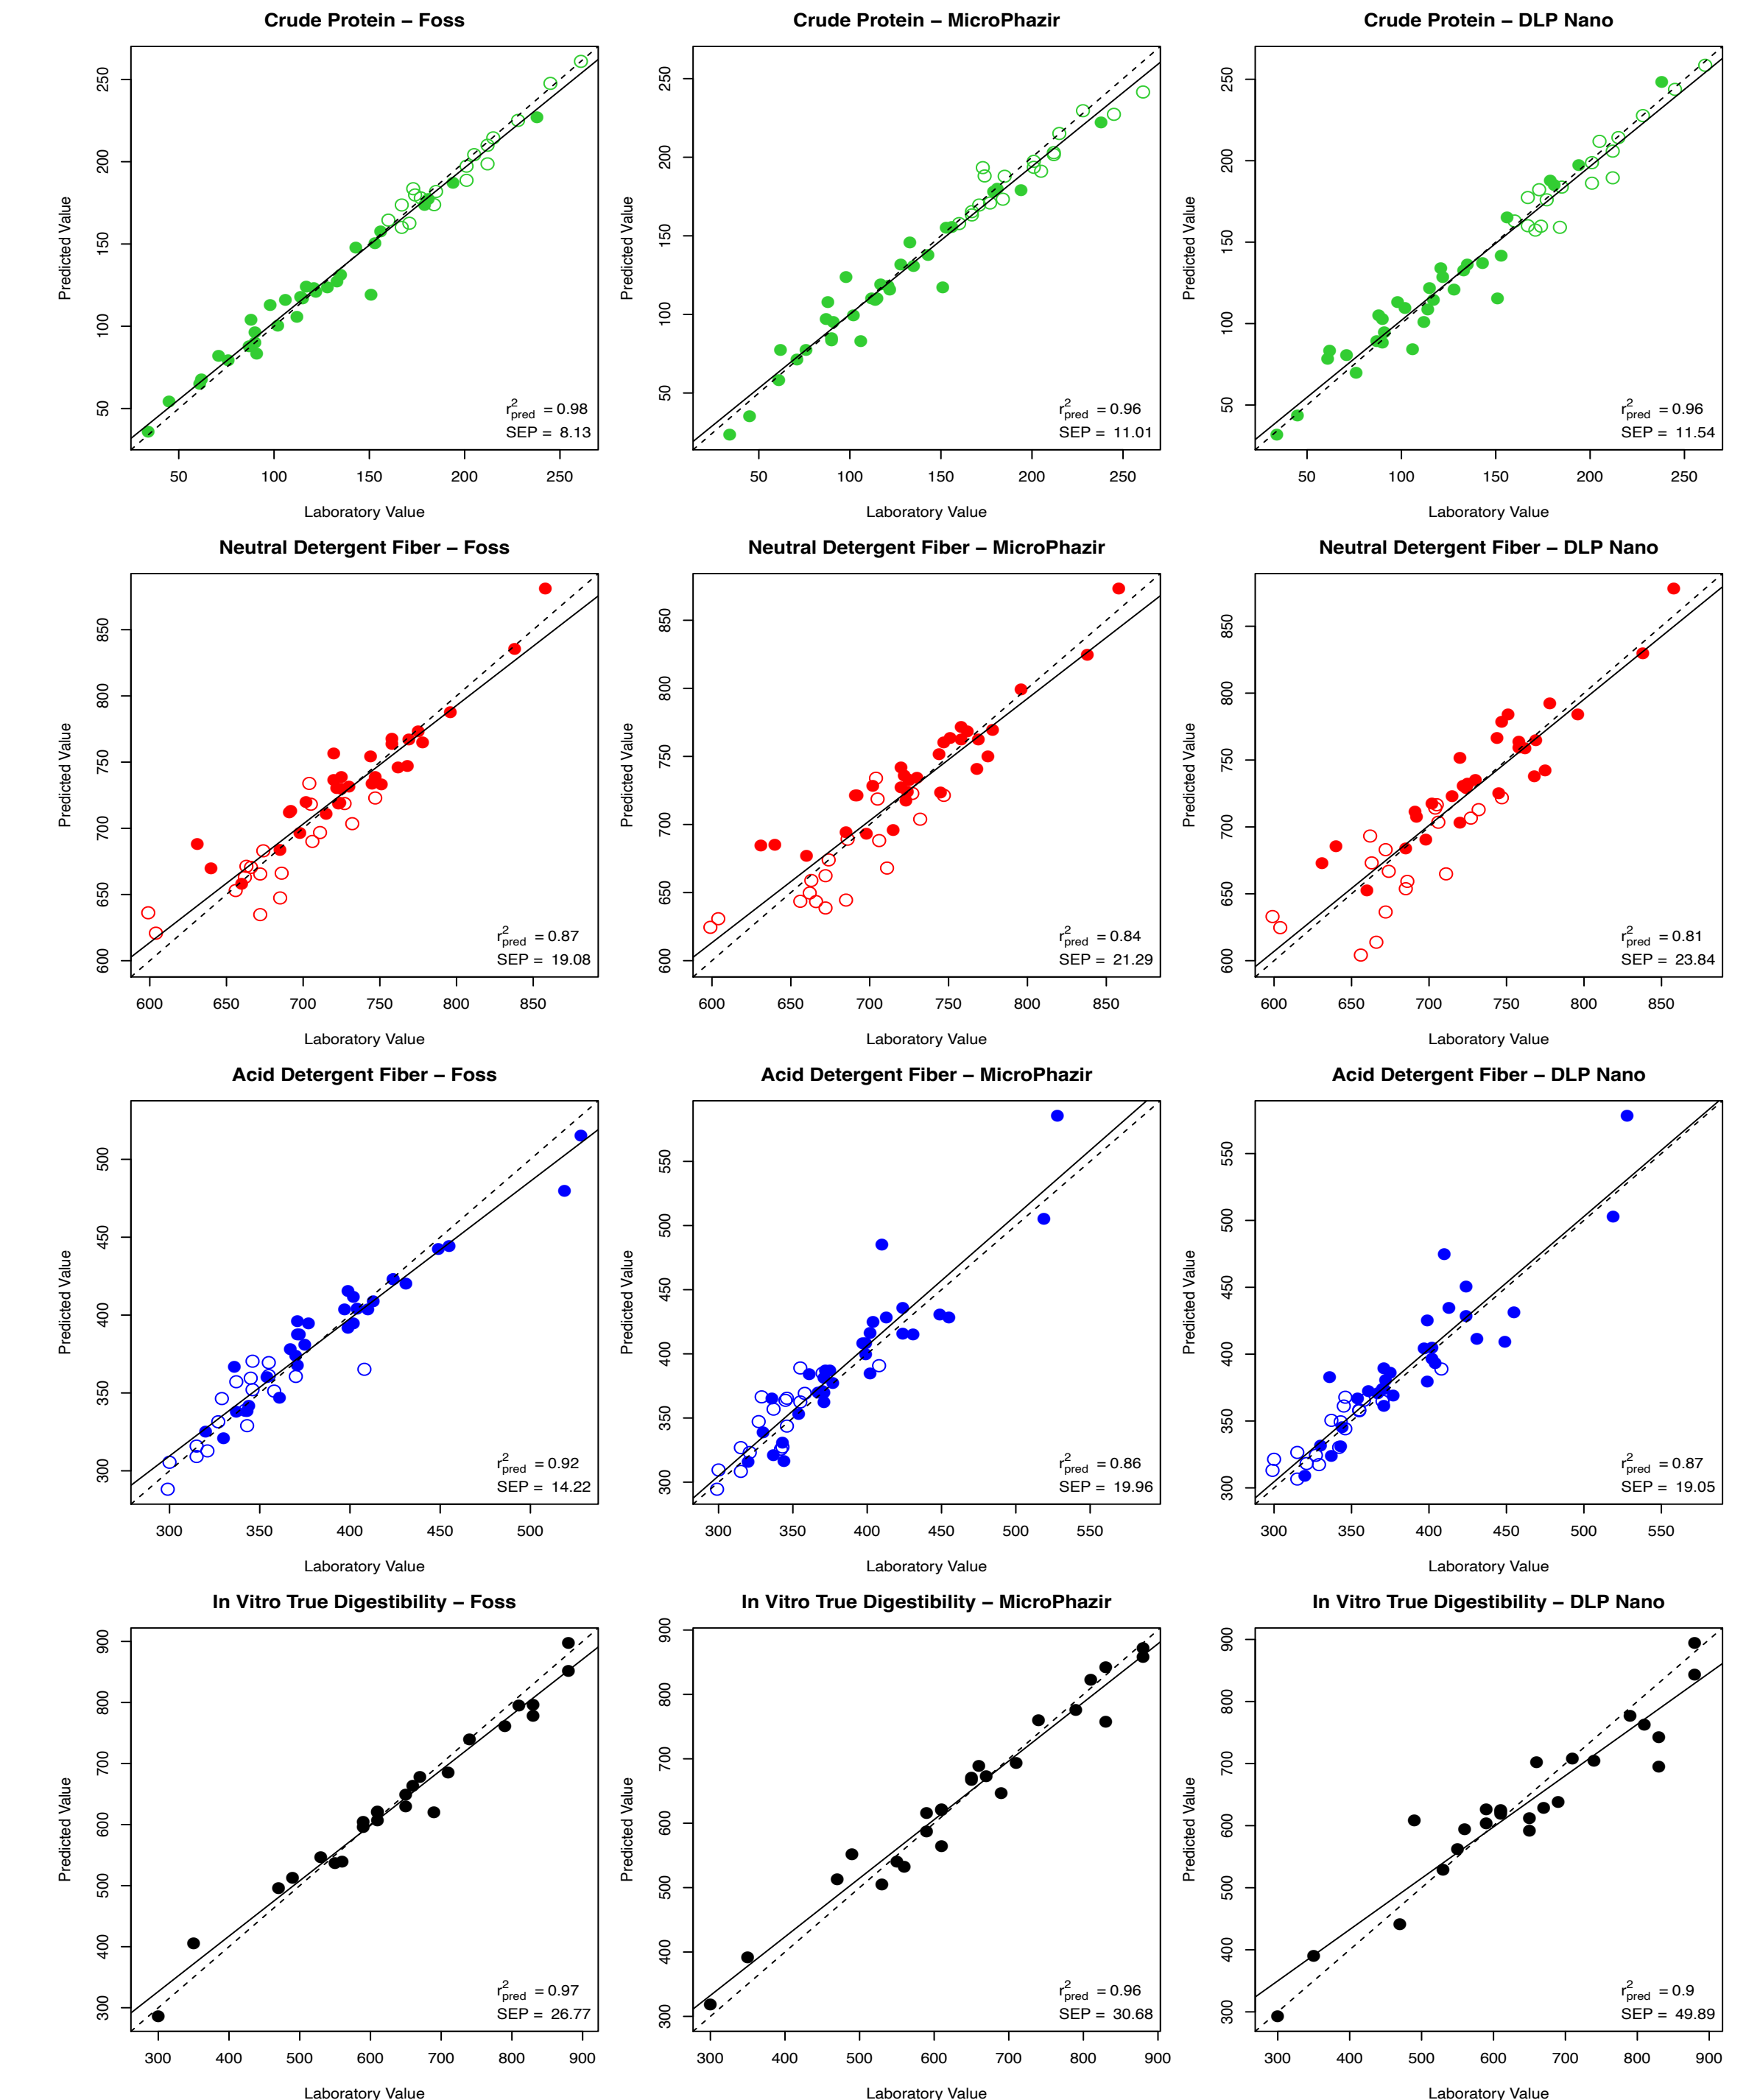 Crude Protein – Foss
Predicted Value
50 100 150 200 250
r²pred = 0.98
SEP = 8.13
50 100 150 200 250
Laboratory Value
Crude Protein – MicroPhazir
Predicted Value
50 100 150 200 250
r²pred = 0.96
SEP = 11.01
50 100 150 200 250
Laboratory Value
Crude Protein – DLP Nano
Predicted Value
50 100 150 200 250
r²pred = 0.96
SEP = 11.54
50 100 150 200 250
Laboratory Value
Neutral Detergent Fiber – Foss
Predicted Value
600 650 700 750 800 850
r²pred = 0.87
SEP = 19.08
600 650 700 750 800 850
Laboratory Value
Neutral Detergent Fiber – MicroPhazir
Predicted Value
600 650 700 750 800 850
r²pred = 0.84
SEP = 21.29
600 650 700 750 800 850
Laboratory Value
Neutral Detergent Fiber – DLP Nano
Predicted Value
600 650 700 750 800 850
r²pred = 0.81
SEP = 23.84
600 650 700 750 800 850
Laboratory Value
Acid Detergent Fiber – Foss
Predicted Value
300 350 400 450 500
r²pred = 0.92
SEP = 14.22
300 350 400 450 500
Laboratory Value
Acid Detergent Fiber – MicroPhazir
Predicted Value
300 350 400 450 500 550
r²pred = 0.86
SEP = 19.96
300 350 400 450 500 550
Laboratory Value
Acid Detergent Fiber – DLP Nano
Predicted Value
300 350 400 450 500 550
r²pred = 0.87
SEP = 19.05
300 350 400 450 500 550
Laboratory Value
In Vitro True Digestibility – Foss
Predicted Value
300 400 500 600 700 800 900
r²pred = 0.97
SEP = 26.77
300 400 500 600 700 800 900
Laboratory Value
In Vitro True Digestibility – MicroPhazir
Predicted Value
300 400 500 600 700 800 900
r²pred = 0.96
SEP = 30.68
300 400 500 600 700 800 900
Laboratory Value
In Vitro True Digestibility – DLP Nano
Predicted Value
300 400 500 600 700 800 900
r²pred = 0.9
SEP = 49.89
300 400 500 600 700 800 900
Laboratory Value